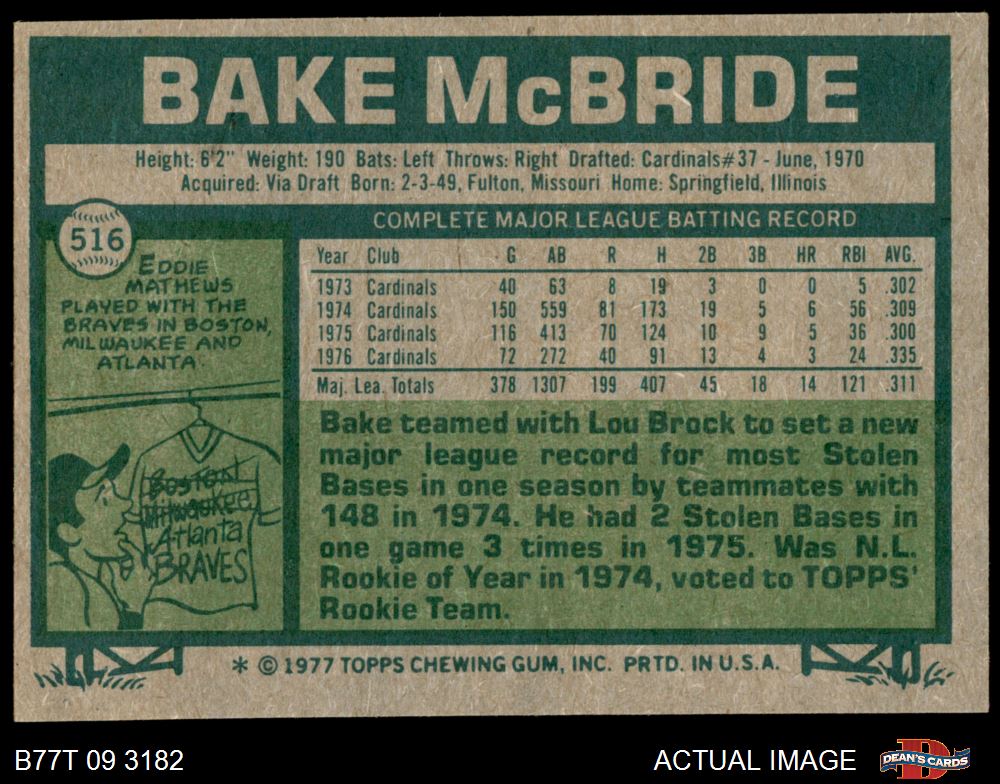 BAKE McBRIDE
Height: 6'2" Weight: 190 Bats: Left Throws: Right Drafted: Cardinals#37 - June, 1970
Acquired: Via Draft Born: 2-3-49, Fulton, Missouri Home: Springfield, Illinois
516
EDDIE
MATHEWS
PLAYED WITH THE
BRAVES IN BOSTON,
MILWAUKEE AND
ATLANTA.
Boston
Milwaukee
Atlanta
BRAVES
COMPLETE MAJOR LEAGUE BATTING RECORD
Year Club G AB R H 2B 3B HR RBI AVG.
1973 Cardinals 40 63 8 19 3 0 0 5 .302
1974 Cardinals 150 559 81 173 19 5 6 56 .309
1975 Cardinals 116 413 70 124 10 9 5 36 .300
1976 Cardinals 72 272 40 91 13 4 3 24 .335
Maj. Lea. Totals 378 1307 199 407 45 18 14 121 .311
Bake teamed with Lou Brock to set a new
major league record for most Stolen
Bases in one season by teammates with
148 in 1974. He had 2 Stolen Bases in
one game 3 times in 1975. Was N.L.
Rookie of Year in 1974, voted to TOPPS'
Rookie Team.
* © 1977 TOPPS CHEWING GUM, INC. PRTD. IN U.S.A.
B77T 09 3182
ACTUAL IMAGE
D
DEAN'S CARDS